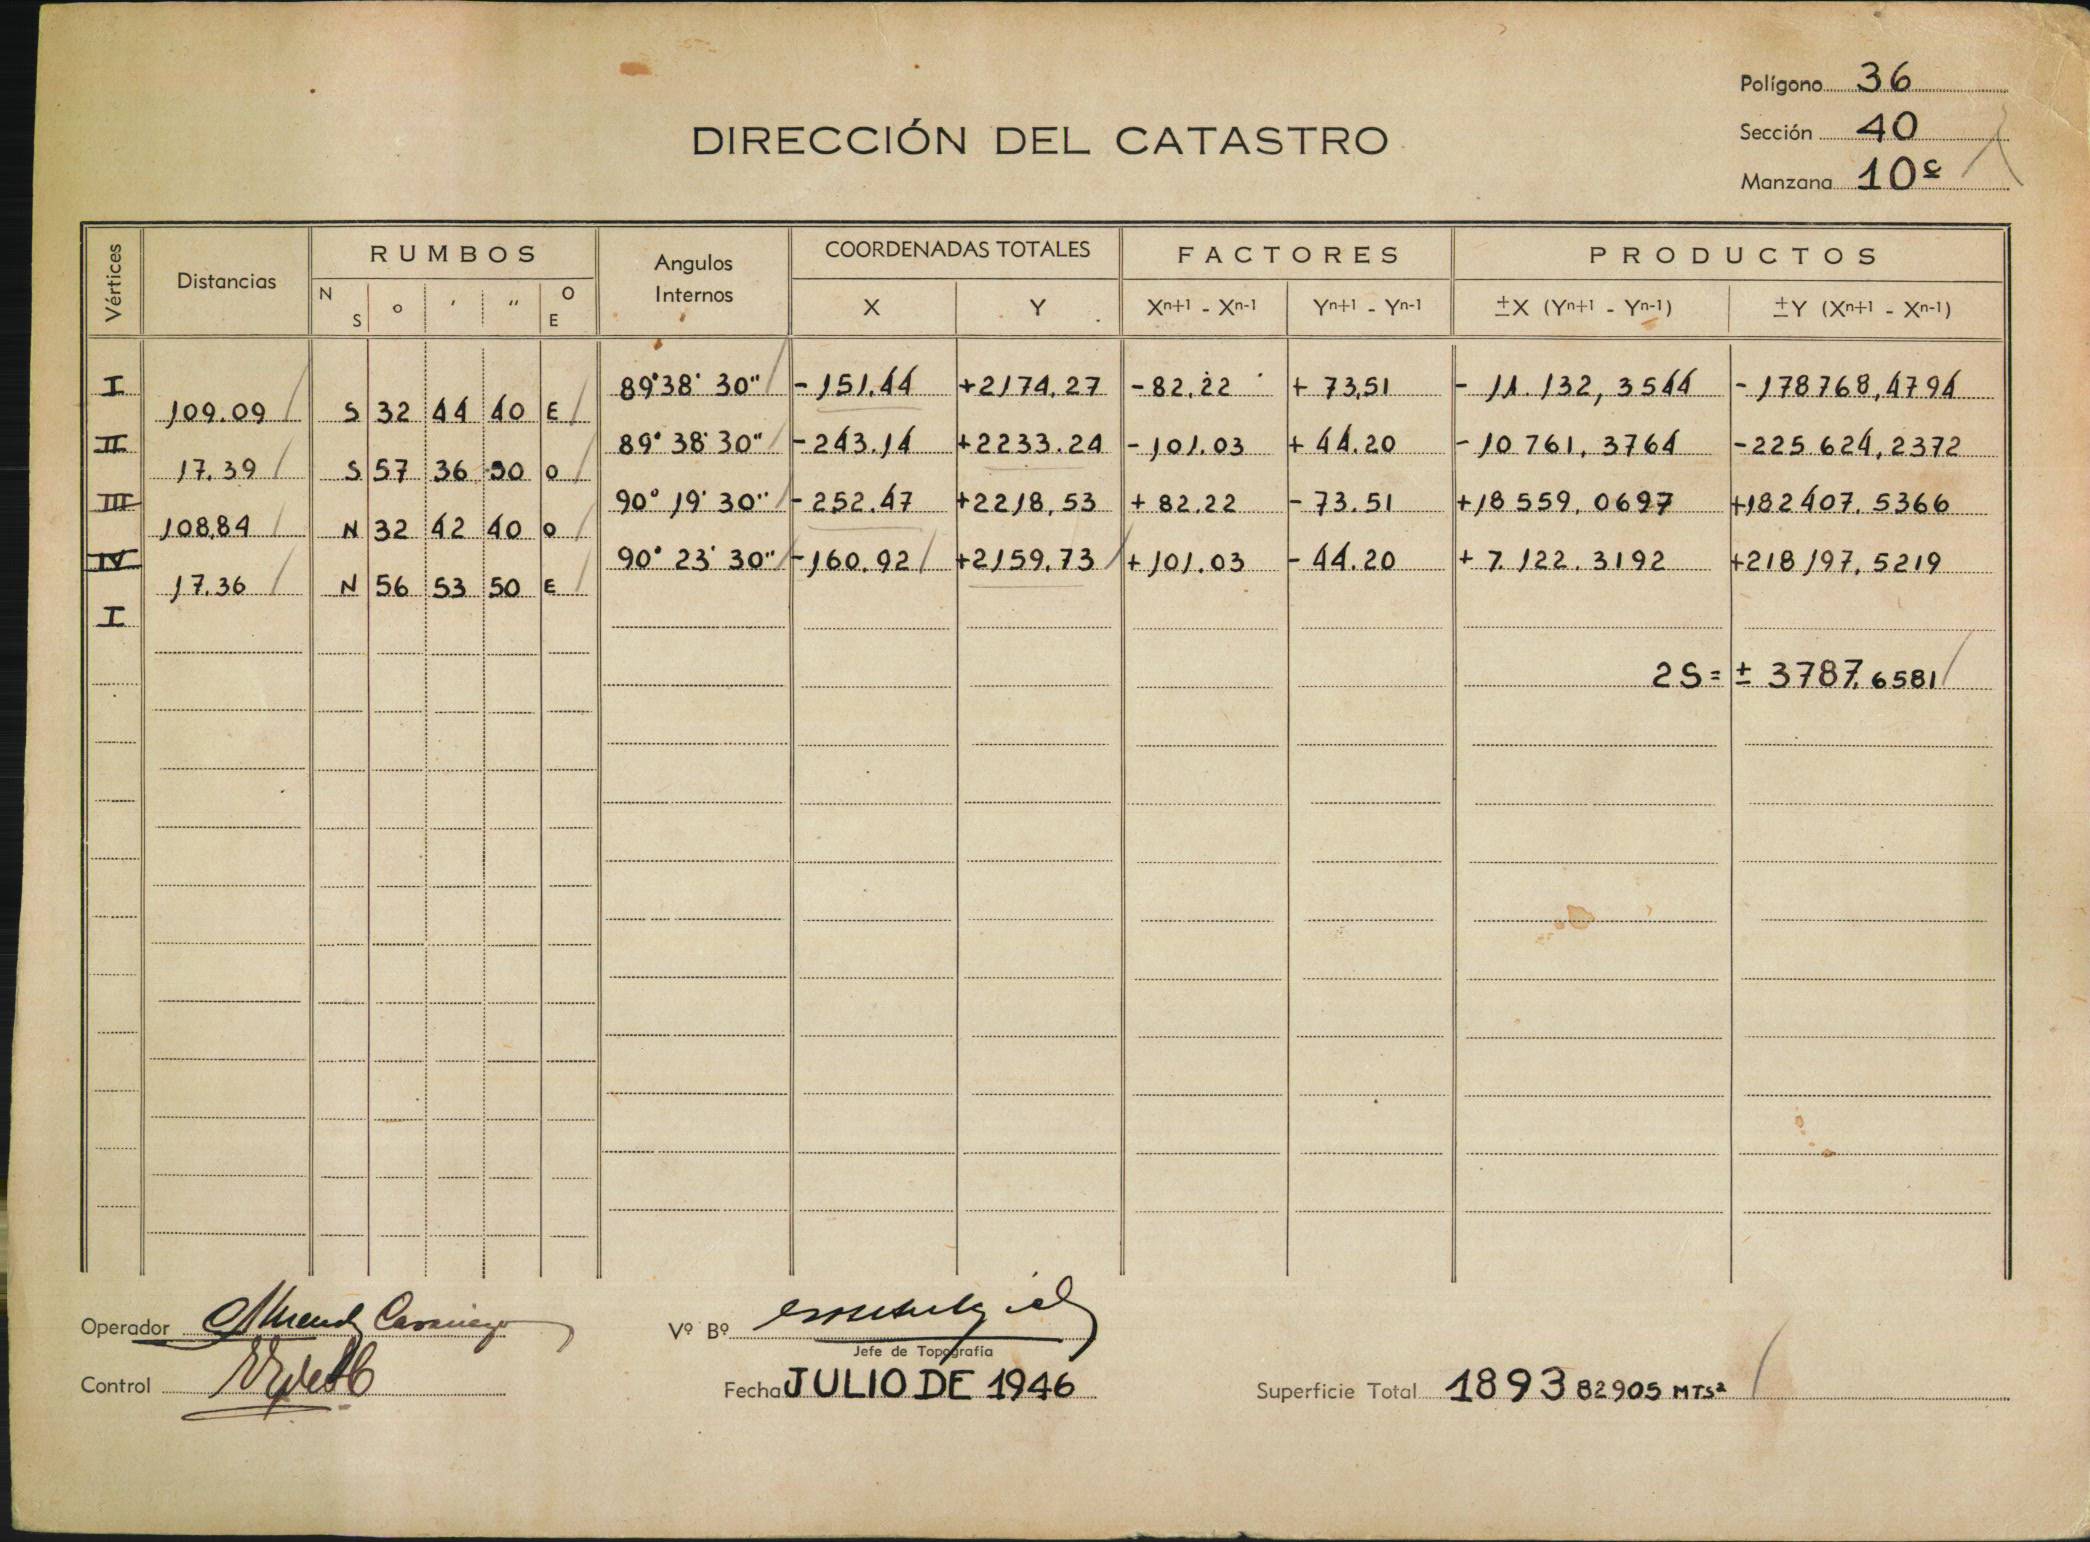 Polígono 36
Sección 40
Manzana 10c
DIRECCIÓN DEL CATASTRO
Vértices Distancias RUMBOS Angulos Internos COORDENADAS TOTALES FACTORES PRODUCTOS
N S ° ' " O E X Y Xn+1 - Xn-1 Yn+1 - Yn-1 ±X (Yn+1 - Yn-1) ±Y (Xn+1 - Xn-1)
I 89°38' 30" -151.44 +2174.27 -82.22 + 73,51 - 11.132,3544 -178768,4794
109.09 S 32 44 40 E
II 89° 38' 30" -243.14 +2233.24 -101.03 + 44.20 -10 761,3764 -225 624,2372
17.39 S 57 36 50 O
III 90° 19' 30" -252.47 +2218,53 + 82.22 - 73.51 +18 559,0697 +182407.5366
108,84 N 32 42 40 O
IV 90° 23' 30" -160.92 +2159.73 +101.03 - 44.20 + 7.122.3192 +218197.5219
17.36 N 56 53 50 E
I
2S = ± 3787.6581
Operador
Vº Bº
Jefe de Topografía
Control
Fecha JULIO DE 1946
Superficie Total 1893 82905 MTS²